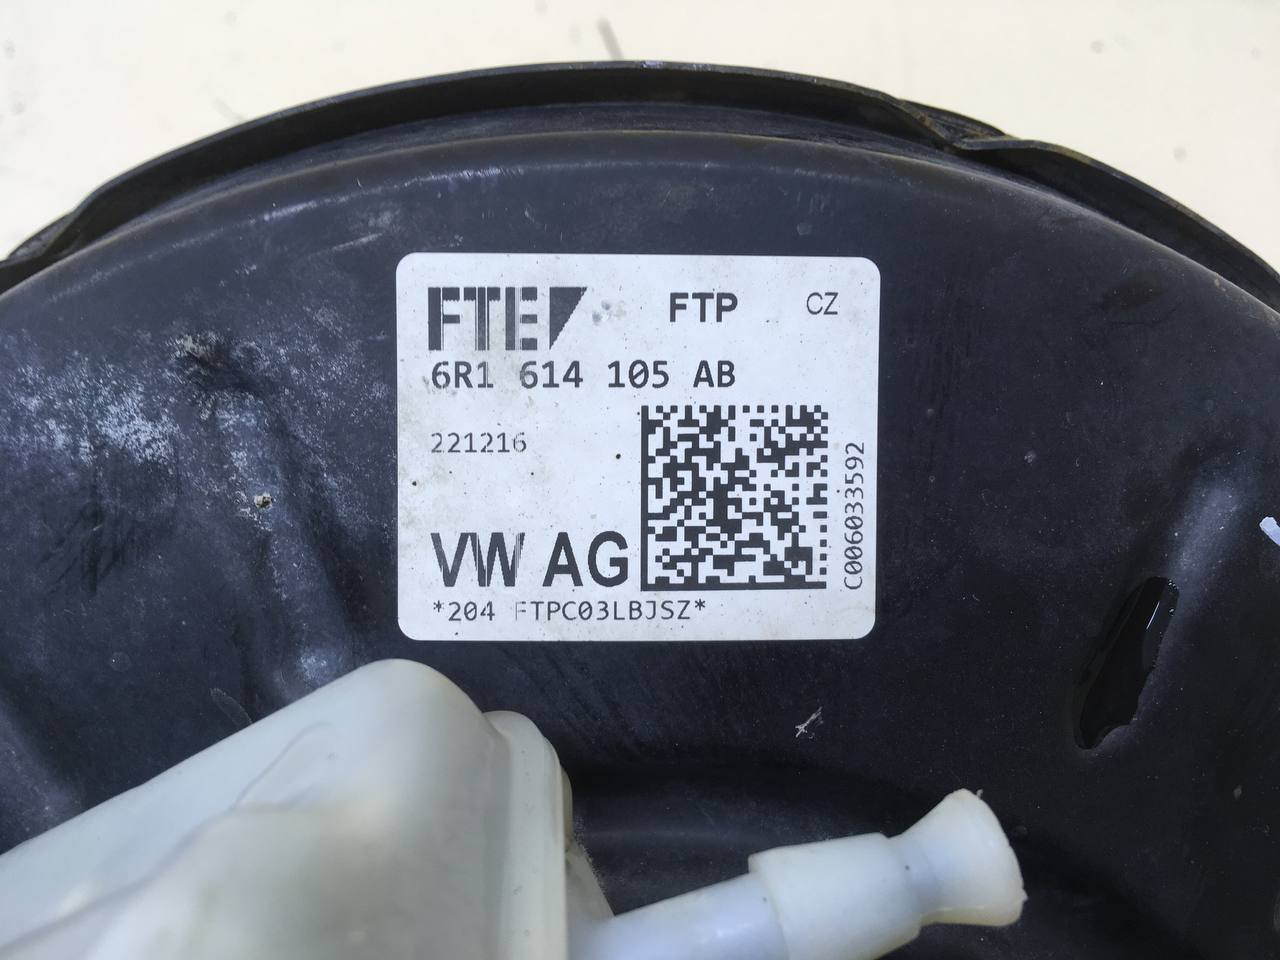 FTE FTP CZ
6R1 614 105 AB
221216
VW AG
*204 FTPC03LBJSZ*
C006033592